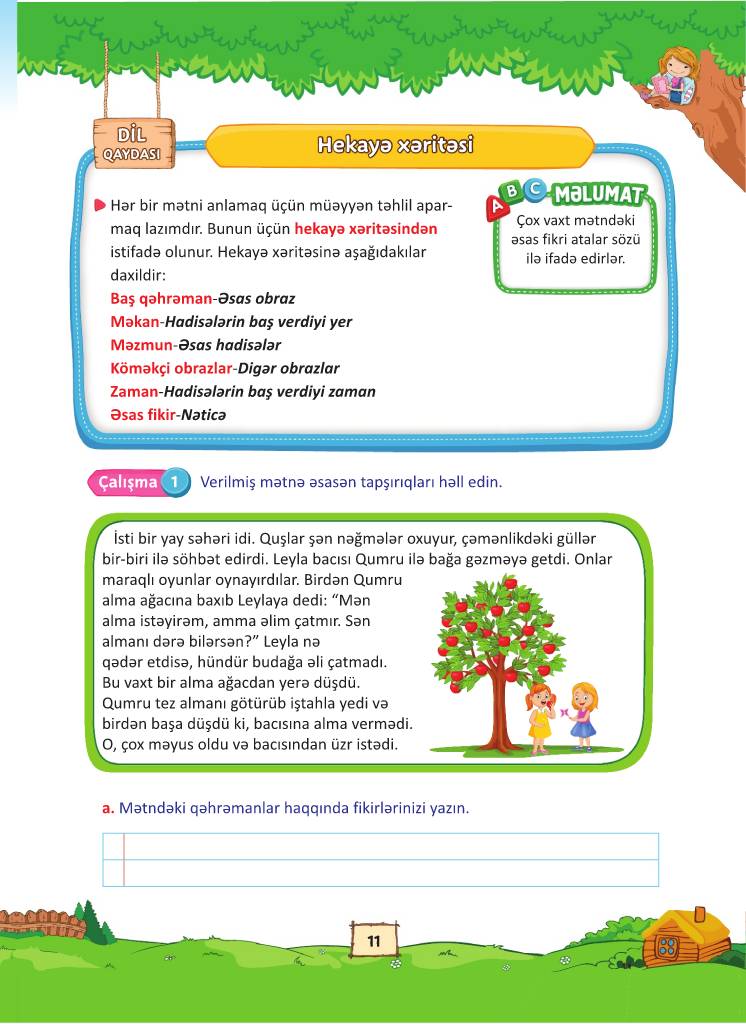 DİL
QAYDASI
Hekayə xəritəsi
Hər bir mətni anlamaq üçün müəyyən təhlil apar-
maq lazımdır. Bunun üçün hekayə xəritəsindən
istifadə olunur. Hekayə xəritəsinə aşağıdakılar
daxildir:
Baş qəhrəman-Əsas obraz
Məkan-Hadisələrin baş verdiyi yer
Məzmun-Əsas hadisələr
Köməkçi obrazlar-Digər obrazlar
Zaman-Hadisələrin baş verdiyi zaman
Əsas fikir-Nəticə
A B C MƏLUMAT
Çox vaxt mətndəki
əsas fikri atalar sözü
ilə ifadə edirlər.
Çalışma 1 Verilmiş mətnə əsasən tapşırıqları həll edin.
İsti bir yay səhəri idi. Quşlar şən nəğmələr oxuyur, çəmənlikdəki güllər
bir-biri ilə söhbət edirdi. Leyla bacısı Qumru ilə bağa gəzməyə getdi. Onlar
maraqlı oyunlar oynayırdılar. Birdən Qumru
alma ağacına baxıb Leylaya dedi: “Mən
alma istəyirəm, amma əlim çatmır. Sən
almanı dərə bilərsən?” Leyla nə
qədər etdisə, hündür budağa əli çatmadı.
Bu vaxt bir alma ağacdan yerə düşdü.
Qumru tez almanı götürüb iştahla yedi və
birdən başa düşdü ki, bacısına alma vermədi.
O, çox məyus oldu və bacısından üzr istədi.
a. Mətndəki qəhrəmanlar haqqında fikirlərinizi yazın.
11